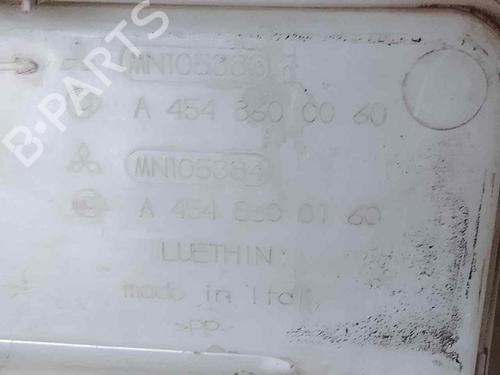 MN105383
A 454 860 00 60
MN105384
A 454 860 01 60
LUETHIN
made in Italy
>PP<
B-PARTS